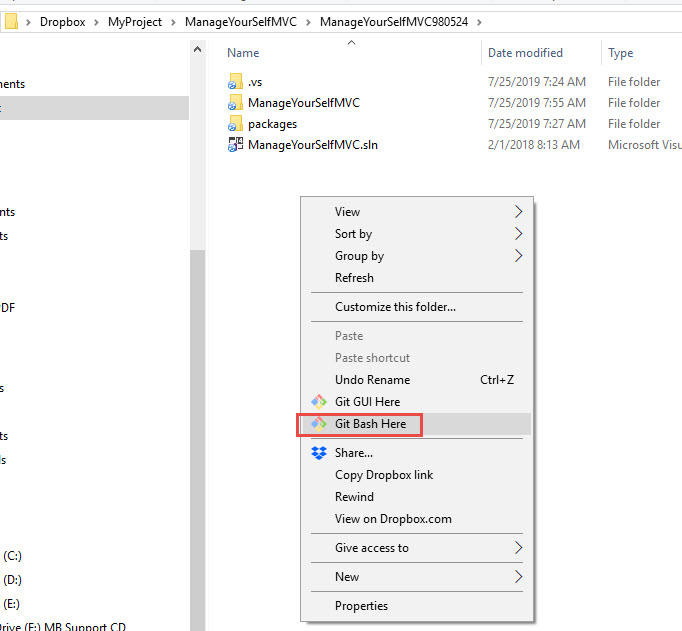 Dropbox > MyProject > ManageYourSelfMVC > ManageYourSelfMVC980524 >
Name Date modified Type
.vs 7/25/2019 7:24 AM File folder
ManageYourSelfMVC 7/25/2019 7:55 AM File folder
packages 7/25/2019 7:27 AM File folder
ManageYourSelfMVC.sln 2/1/2018 8:13 AM Microsoft Visu
ments
nts
ts
PDF
s
ts
ls
(C:)
(D:)
(E:)
Drive (F:) MB Support CD
View
Sort by
Group by
Refresh
Customize this folder...
Paste
Paste shortcut
Undo Rename Ctrl+Z
Git GUI Here
Git Bash Here
Share...
Copy Dropbox link
Rewind
View on Dropbox.com
Give access to
New
Properties